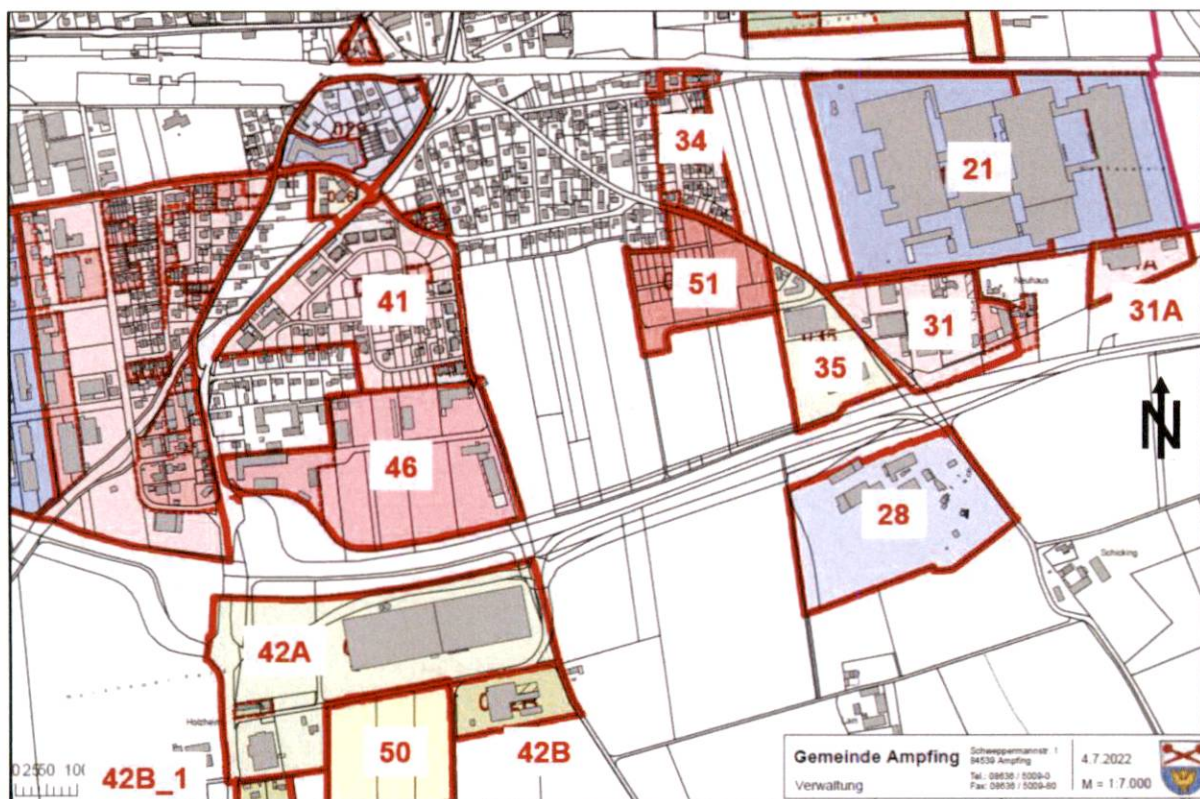 34
21
41
51
31
31A
35
Neuhaus
N
46
28
Schicking
42A
50
42B
42B_1
Gemeinde Ampfing
Verwaltung
Schweppermannstr. 1
84539 Ampfing
Tel.: 08636 / 5009-0
Fax: 08636 / 5009-60
4.7.2022
M = 1:7.000